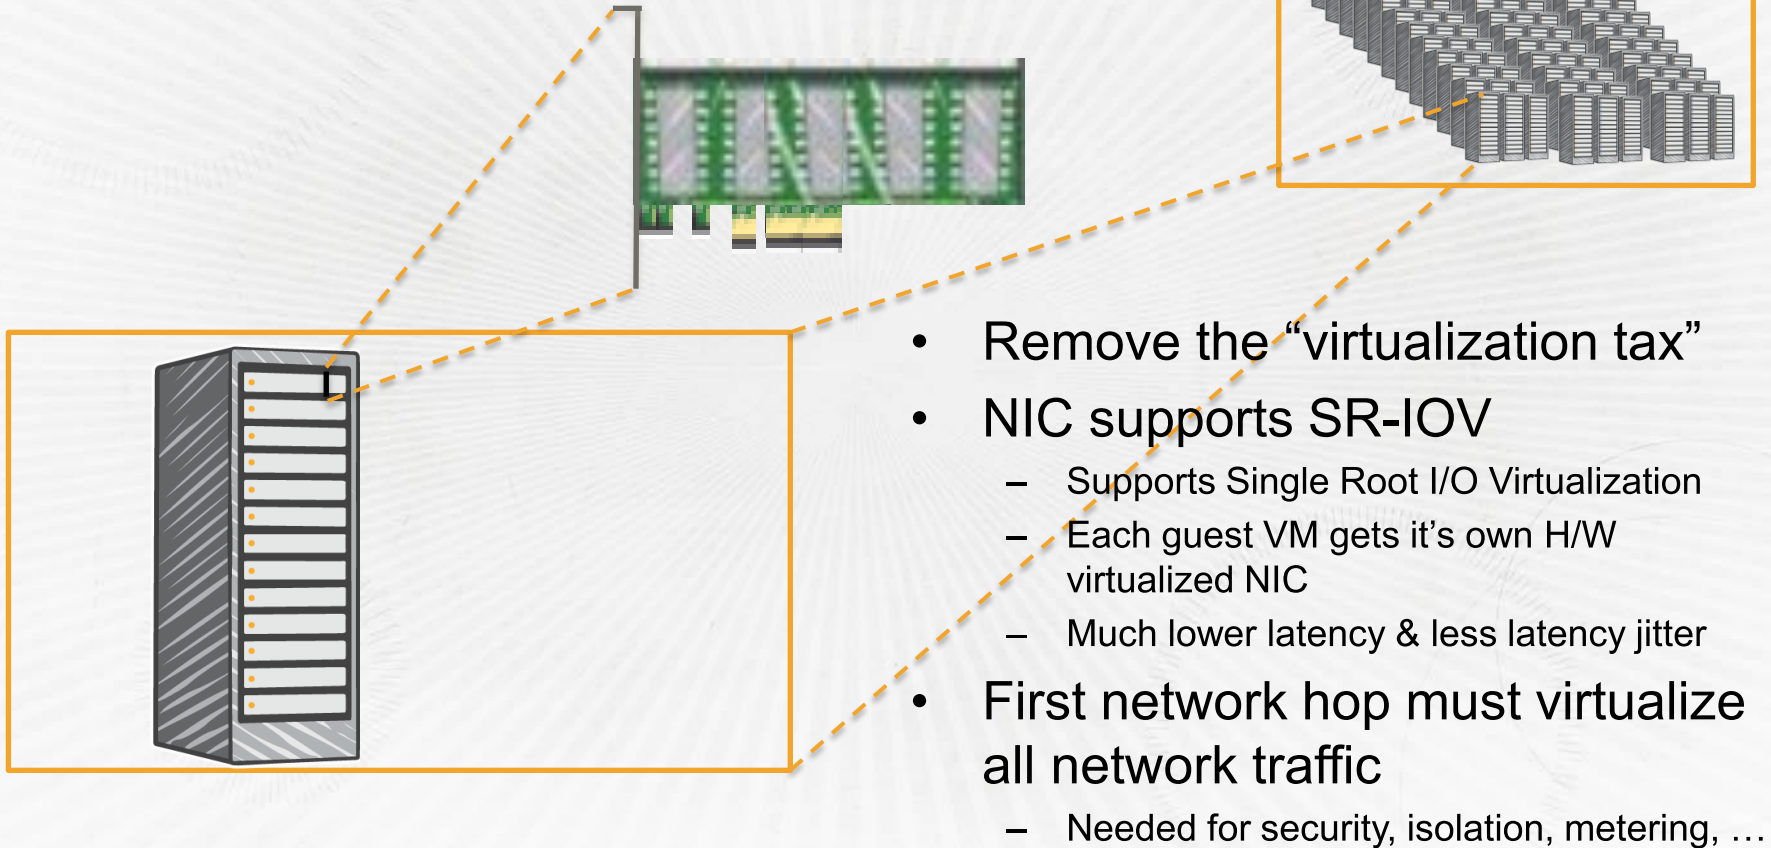 • Remove the “virtualization tax”
• NIC supports SR-IOV
– Supports Single Root I/O Virtualization
– Each guest VM gets it’s own H/W
virtualized NIC
– Much lower latency & less latency jitter
• First network hop must virtualize
all network traffic
– Needed for security, isolation, metering, …